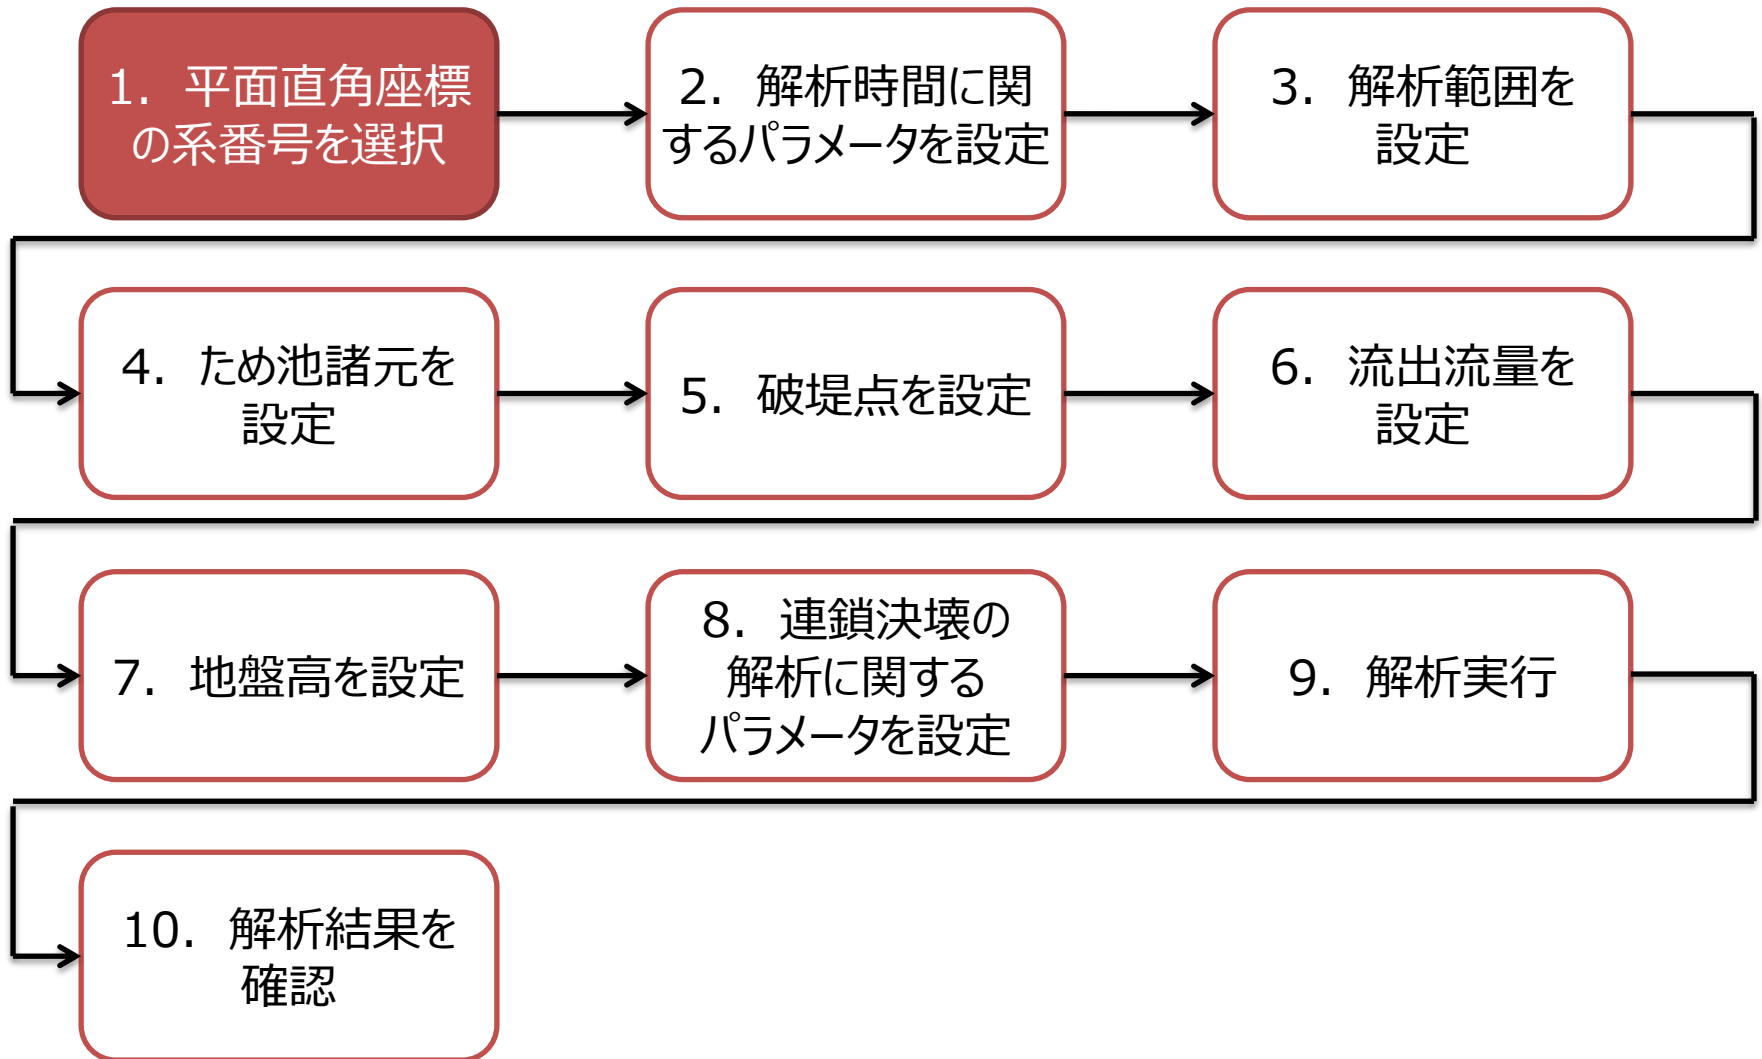 1. 平面直角座標
の系番号を選択
2. 解析時間に関
するパラメータを設定
3. 解析範囲を
設定
4. ため池諸元を
設定
5. 破堤点を設定
6. 流出流量を
設定
7. 地盤高を設定
8. 連鎖決壊の
解析に関する
パラメータを設定
9. 解析実行
10. 解析結果を
確認